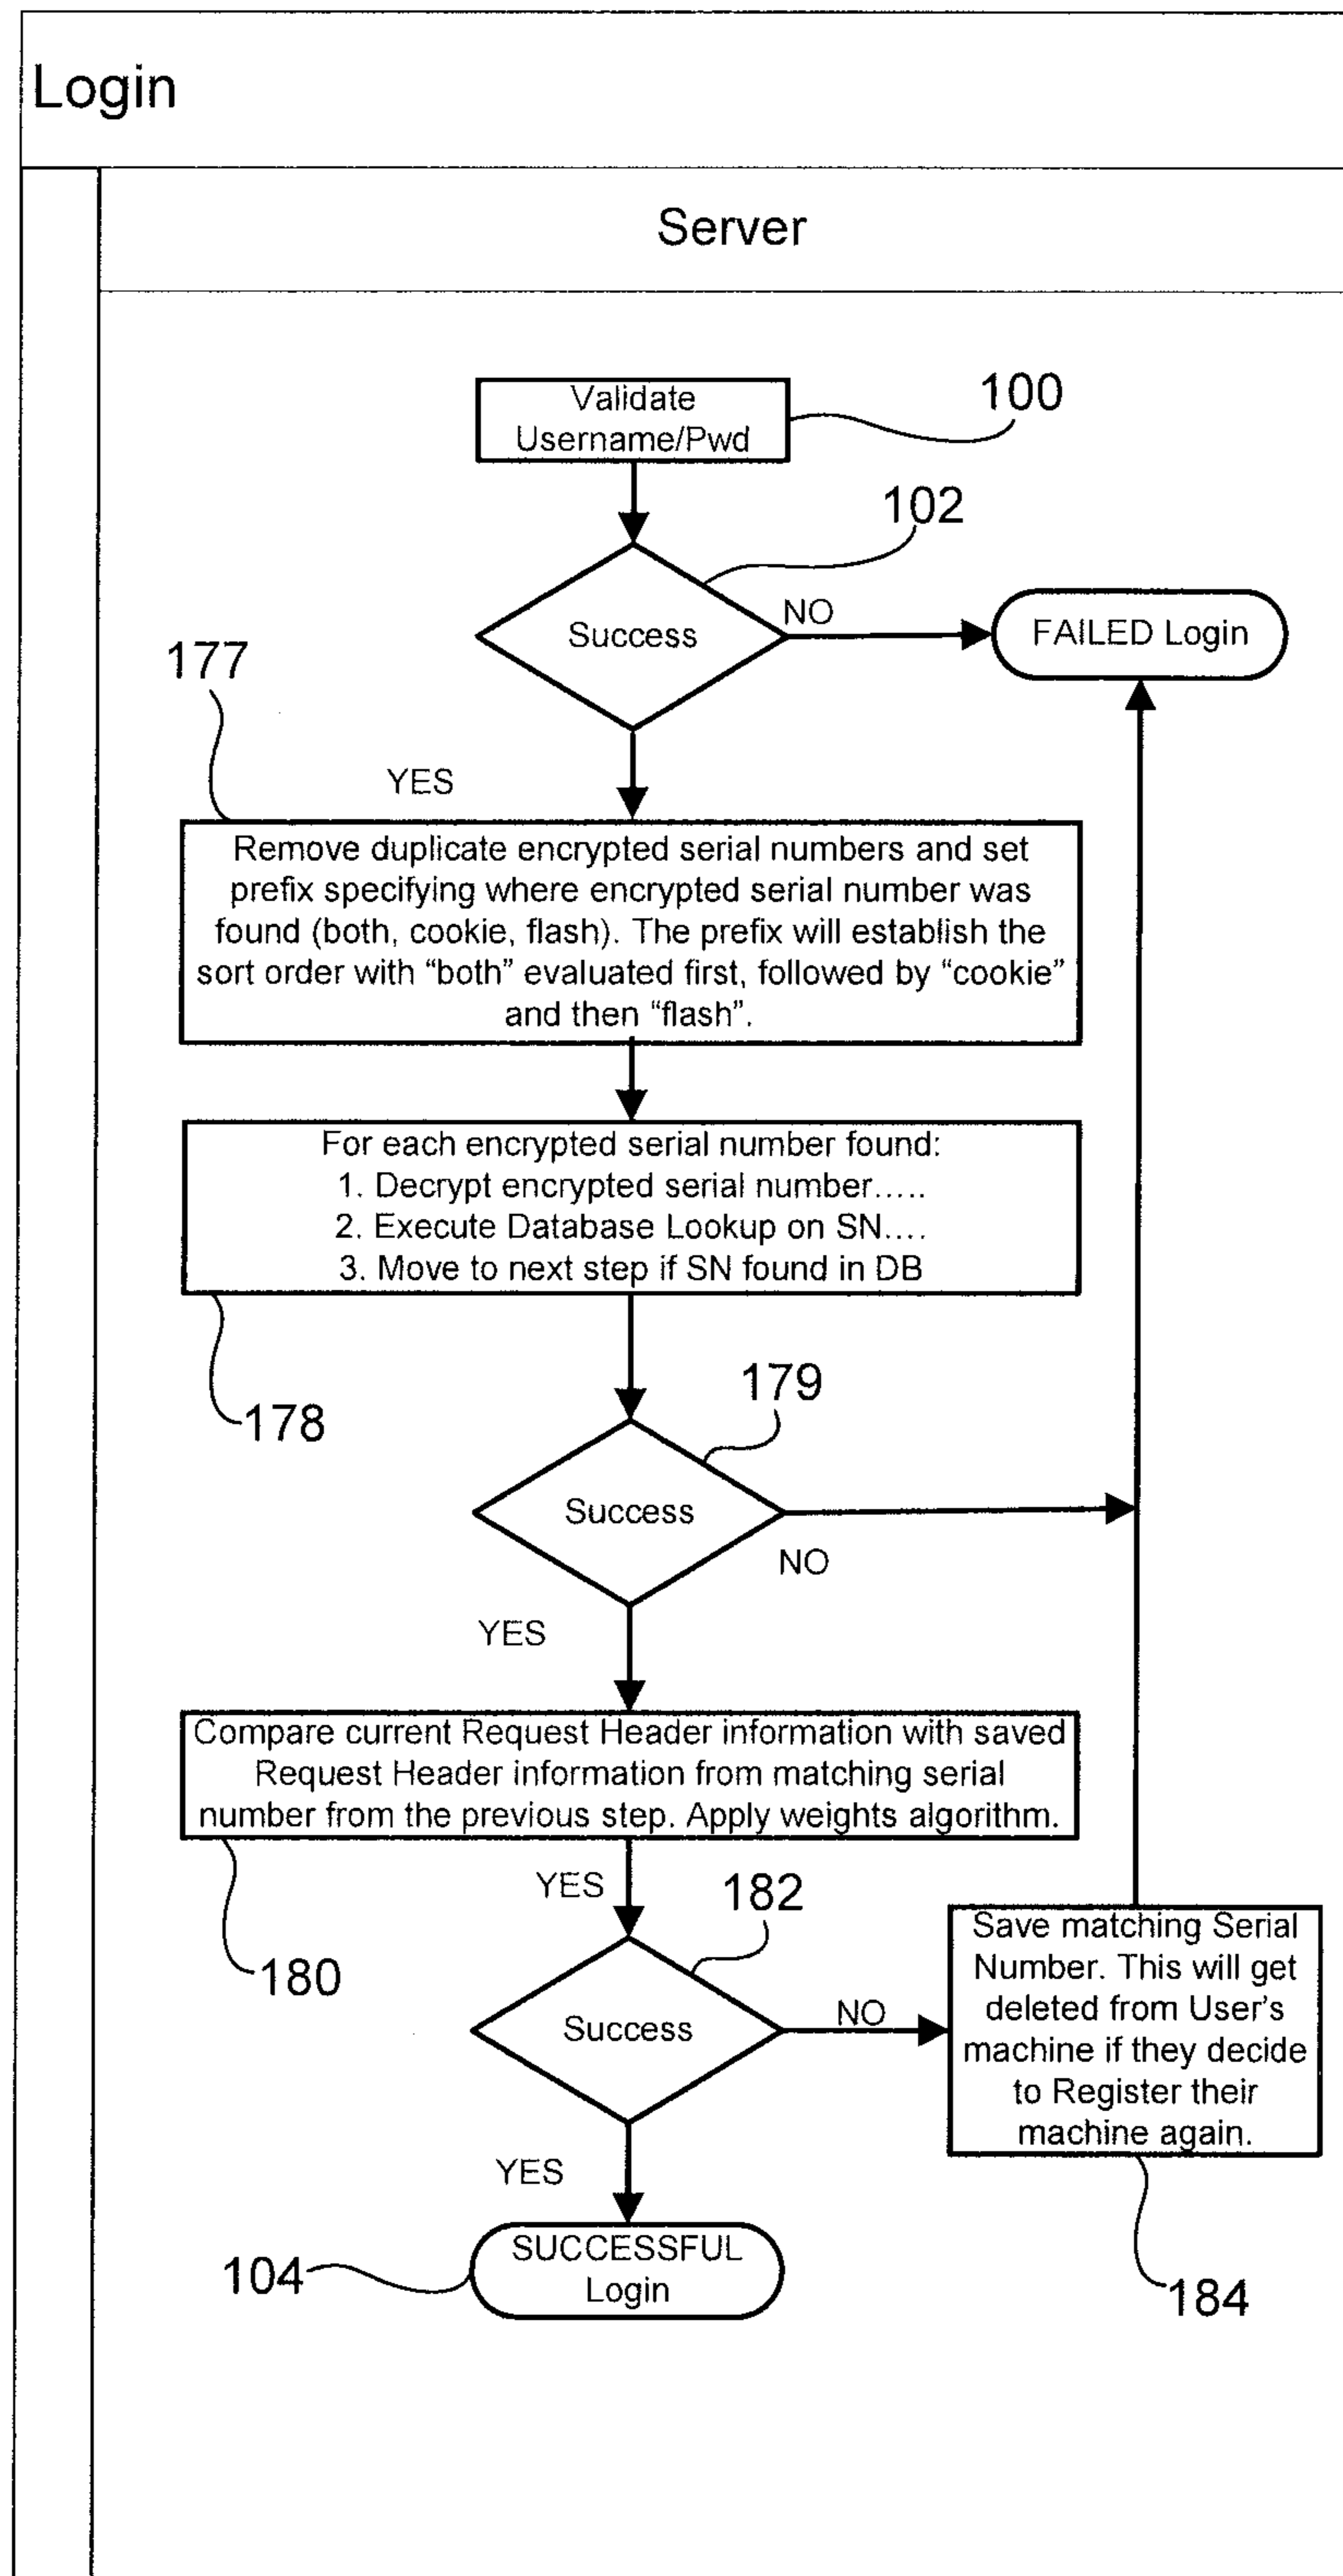 Login
Server
Validate
Username/Pwd
100
102
Success
NO
FAILED Login
177
YES
Remove duplicate encrypted serial numbers and set
prefix specifying where encrypted serial number was
found (both, cookie, flash). The prefix will establish the
sort order with “both” evaluated first, followed by “cookie”
and then “flash”.
For each encrypted serial number found:
1. Decrypt encrypted serial number.....
2. Execute Database Lookup on SN....
3. Move to next step if SN found in DB
178
179
Success
NO
YES
Compare current Request Header information with saved
Request Header information from matching serial
number from the previous step. Apply weights algorithm.
180
YES
182
Success
NO
Save matching Serial
Number. This will get
deleted from User's
machine if they decide
to Register their
machine again.
184
YES
104
SUCCESSFUL
Login